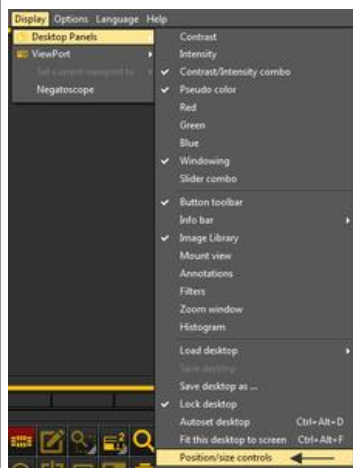 Display Options Language Help
Desktop Panels
ViewPort
Set current viewport to
Negatoscope
Contrast
Intensity
Contrast/Intensity combo
Pseudo color
Red
Green
Blue
Windowing
Slider combo
Button toolbar
Info bar
Image Library
Mount view
Annotations
Filters
Zoom window
Histogram
Load desktop
Save desktop
Save desktop as ...
Lock desktop
Autoset desktop Ctrl+Alt+D
Fit this desktop to screen Ctrl+Alt+F
Position/size controls